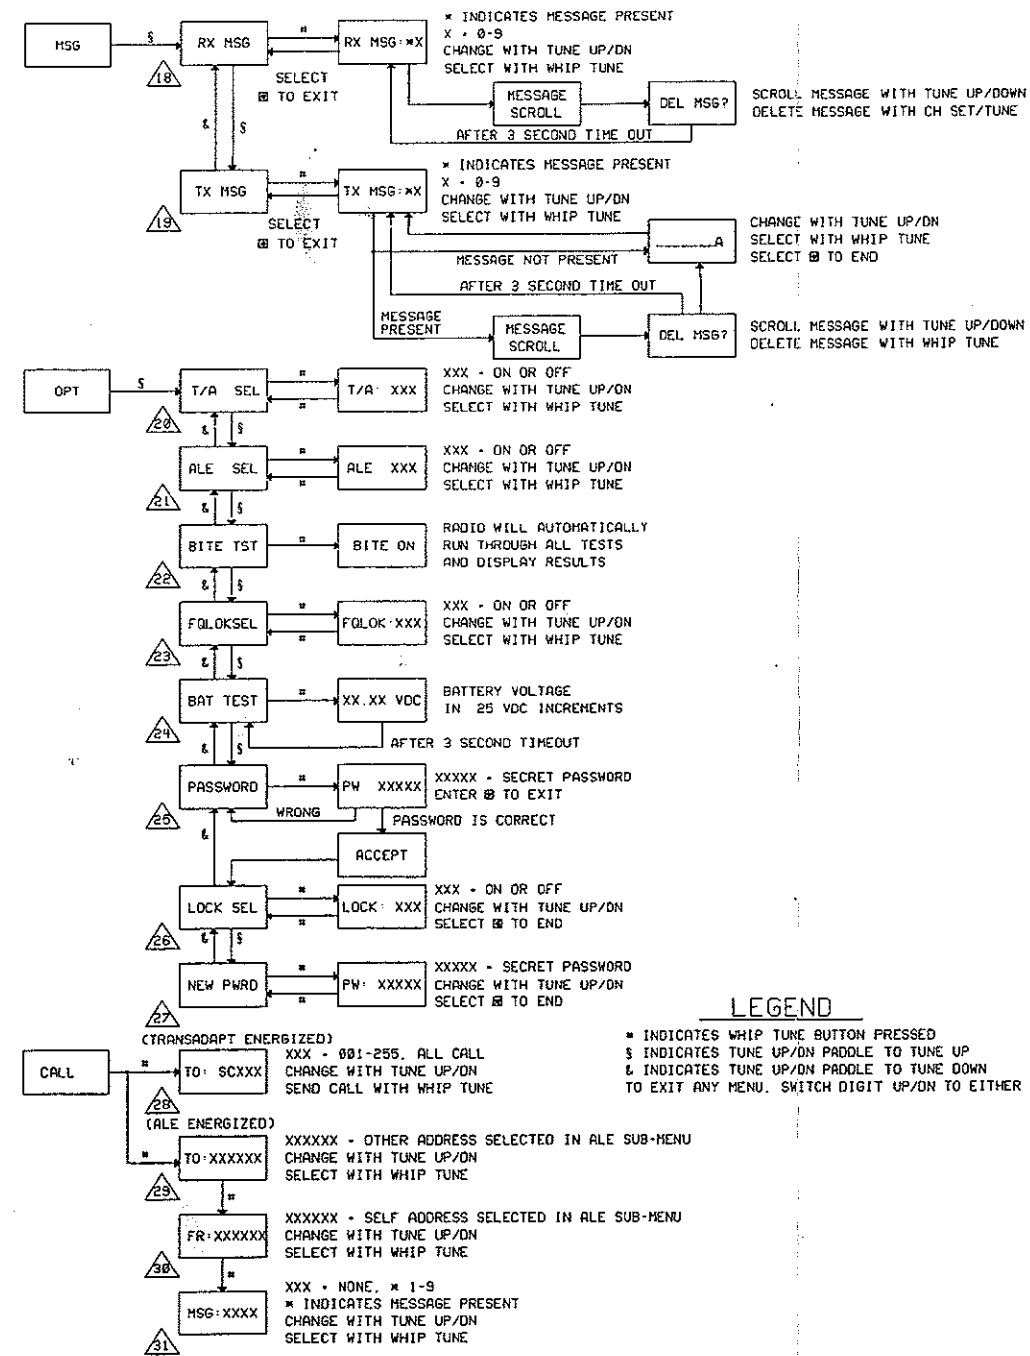 MSG
§
RX MSG
*
RX MSG:*X
* INDICATES MESSAGE PRESENT
X - 0-9
CHANGE WITH TUNE UP/DN
SELECT WITH WHIP TUNE
18
SELECT
TO EXIT
MESSAGE
SCROLL
DEL MSG?
SCROLL MESSAGE WITH TUNE UP/DOWN
DELETE MESSAGE WITH CH SET/TUNE
& §
AFTER 3 SECOND TIME OUT
TX MSG
*
TX MSG:*X
* INDICATES MESSAGE PRESENT
X - 0-9
CHANGE WITH TUNE UP/DN
SELECT WITH WHIP TUNE
19
SELECT
TO EXIT
_______A
CHANGE WITH TUNE UP/DN
SELECT WITH WHIP TUNE
SELECT TO END
MESSAGE NOT PRESENT
AFTER 3 SECOND TIME OUT
MESSAGE
PRESENT
MESSAGE
SCROLL
DEL MSG?
SCROLL MESSAGE WITH TUNE UP/DOWN
DELETE MESSAGE WITH WHIP TUNE
OPT
§
T/A SEL
*
*
T/A: XXX
XXX - ON OR OFF
CHANGE WITH TUNE UP/DN
SELECT WITH WHIP TUNE
20
& §
ALE SEL
*
*
ALE XXX
XXX - ON OR OFF
CHANGE WITH TUNE UP/DN
SELECT WITH WHIP TUNE
21
& §
BITE TST
*
BITE ON
RADIO WILL AUTOMATICALLY
RUN THROUGH ALL TESTS
AND DISPLAY RESULTS
22
& §
FQLOKSEL
*
*
FQLOK:XXX
XXX - ON OR OFF
CHANGE WITH TUNE UP/DN
SELECT WITH WHIP TUNE
23
& §
BAT TEST
*
XX.XX VDC
BATTERY VOLTAGE
IN 25 VDC INCREMENTS
24
& §
AFTER 3 SECOND TIMEOUT
PASSWORD
*
PW XXXXX
XXXXX - SECRET PASSWORD
ENTER TO EXIT
25
WRONG
PASSWORD IS CORRECT
&
ACCEPT
LOCK SEL
*
*
LOCK: XXX
XXX - ON OR OFF
CHANGE WITH TUNE UP/DN
SELECT TO END
26
& §
NEW PWRD
*
*
PW: XXXXX
XXXXX - SECRET PASSWORD
CHANGE WITH TUNE UP/DN
SELECT TO END
27
LEGEND
* INDICATES WHIP TUNE BUTTON PRESSED
§ INDICATES TUNE UP/DN PADDLE TO TUNE UP
& INDICATES TUNE UP/DN PADDLE TO TUNE DOWN
TO EXIT ANY MENU, SWITCH DIGIT UP/DN TO EITHER
(TRANSADAPT ENERGIZED)
CALL
*
TO: SCXXX
XXX - 001-255, ALL CALL
CHANGE WITH TUNE UP/DN
SEND CALL WITH WHIP TUNE
28
(ALE ENERGIZED)
*
TO:XXXXXX
XXXXXX - OTHER ADDRESS SELECTED IN ALE SUB-MENU
CHANGE WITH TUNE UP/DN
SELECT WITH WHIP TUNE
29
*
FR:XXXXXX
XXXXXX - SELF ADDRESS SELECTED IN ALE SUB-MENU
CHANGE WITH TUNE UP/DN
SELECT WITH WHIP TUNE
30
*
MSG:XXXX
XXX - NONE, * 1-9
* INDICATES MESSAGE PRESENT
CHANGE WITH TUNE UP/DN
SELECT WITH WHIP TUNE
31